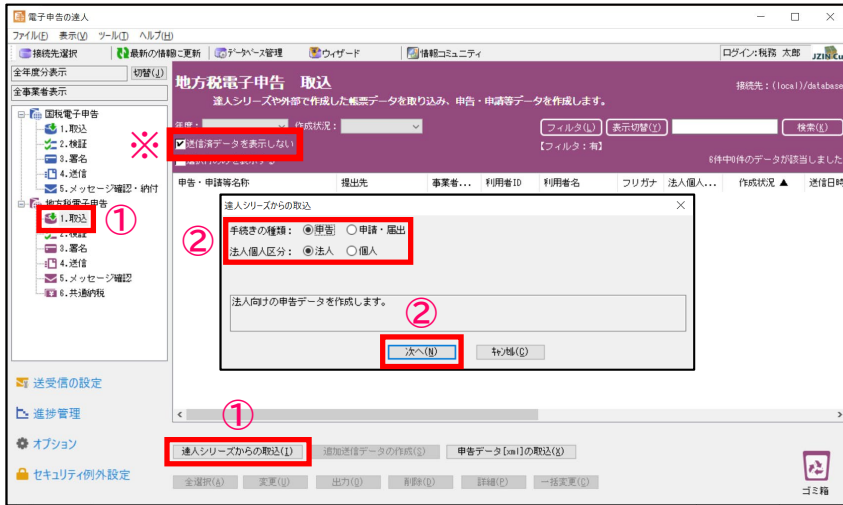 電子申告の達人
ファイル(F) 表示(V) ツール(T) ヘルプ(H)
接続先選択 最新の情報に更新 データベース管理 ウィザード 情報コミュニティ ログイン:税務 太郎
全年度分表示 切替(J)
全事業者表示
地方税電子申告 取込
接続先：(local)/database
達人シリーズや外部で作成した帳票データを取り込み、申告・申請等データを作成します。
国税電子申告
1.取込
2.検証
3.署名
4.送信
5.メッセージ確認・納付
地方税電子申告
1.取込
2.検証
3.署名
4.送信
5.メッセージ確認
6.共通納税
①
年度： 作成状況： フィルタ(L) 表示切替(Y) 検索(K)
※
送信済データを表示しない 【フィルタ：有】
6件中0件のデータが該当しました
申告・申請等名称 提出先 事業者... 利用者ID 利用者名 フリガナ 法人個人... 作成状況 ▲ 送信日時
達人シリーズからの取込
②
手続きの種類： 申告 申請・届出
法人個人区分： 法人 個人
法人向けの申告データを作成します。
②
次へ(N) キャンセル(C)
送受信の設定
進捗管理
オプション
セキュリティ例外設定
①
達人シリーズからの取込(I) 追加送信データの作成(S) 申告データ[xml]の取込(X)
全選択(A) 変更(U) 出力(O) 削除(D) 詳細(P) 一括変更(C)
ゴミ箱